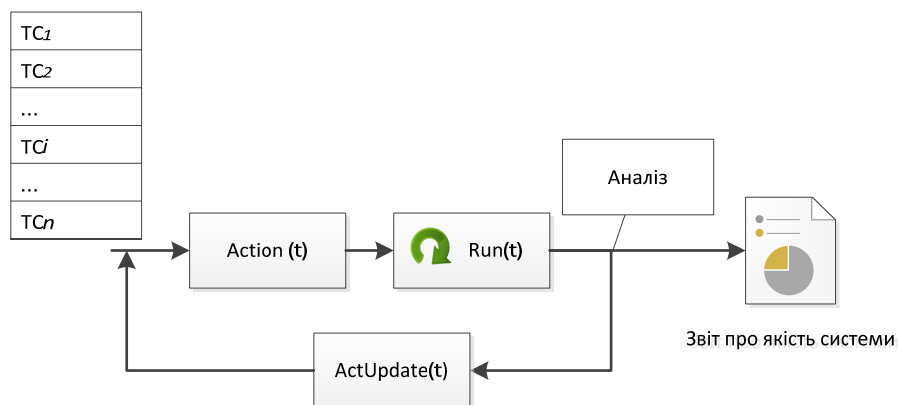 TC1
TC2
...
TCi
...
TCn
Аналіз
Action (t)
Run(t)
Звіт про якість системи
ActUpdate(t)